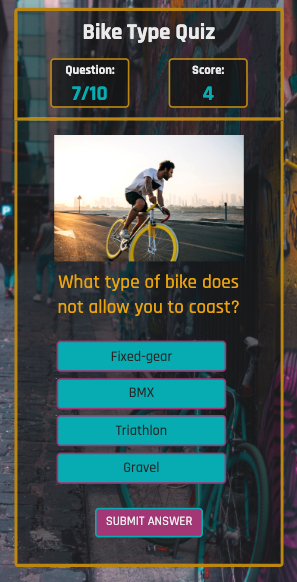 Bike Type Quiz
Question:
7/10
Score:
4
What type of bike does
not allow you to coast?
Fixed-gear
BMX
Triathlon
Gravel
SUBMIT ANSWER